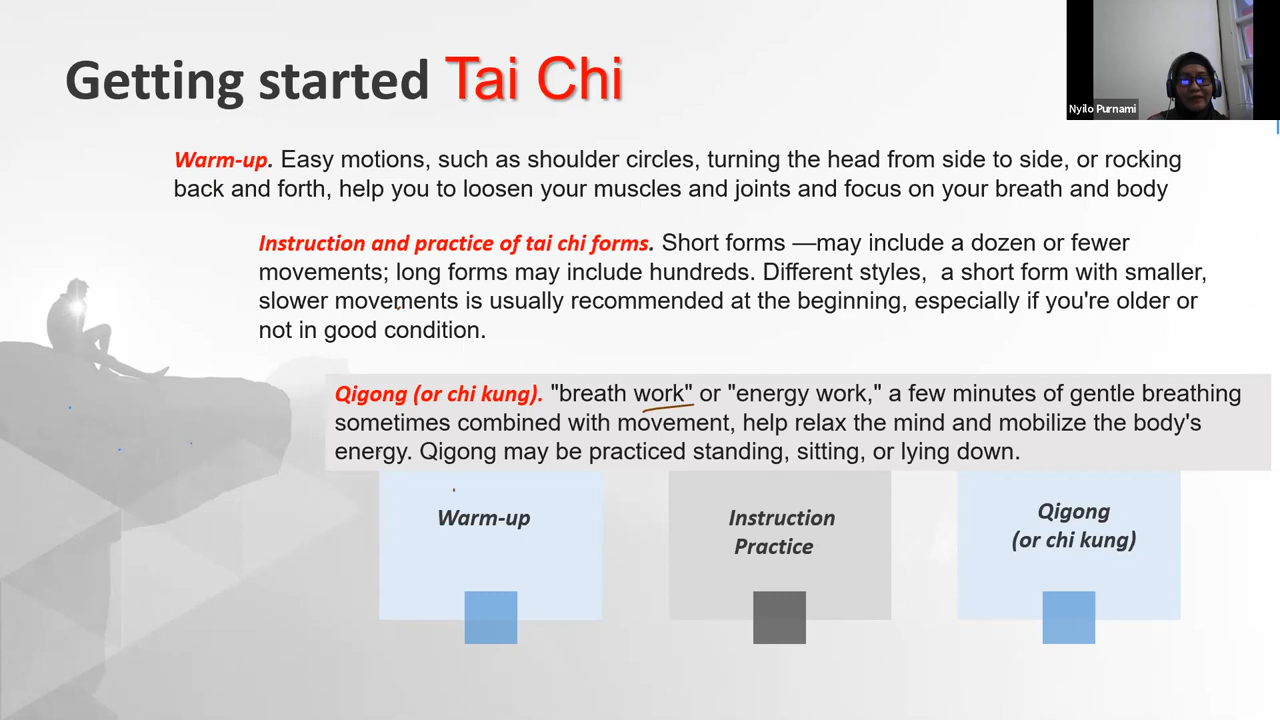 Getting started Tai Chi
Nyilo Purnami
Warm-up. Easy motions, such as shoulder circles, turning the head from side to side, or rocking
back and forth, help you to loosen your muscles and joints and focus on your breath and body
Instruction and practice of tai chi forms. Short forms —may include a dozen or fewer
movements; long forms may include hundreds. Different styles,  a short form with smaller,
slower movements is usually recommended at the beginning, especially if you're older or
not in good condition.
Qigong (or chi kung). "breath work" or "energy work," a few minutes of gentle breathing
sometimes combined with movement, help relax the mind and mobilize the body's
energy. Qigong may be practiced standing, sitting, or lying down.
Warm-up
Instruction
Practice
Qigong
(or chi kung)